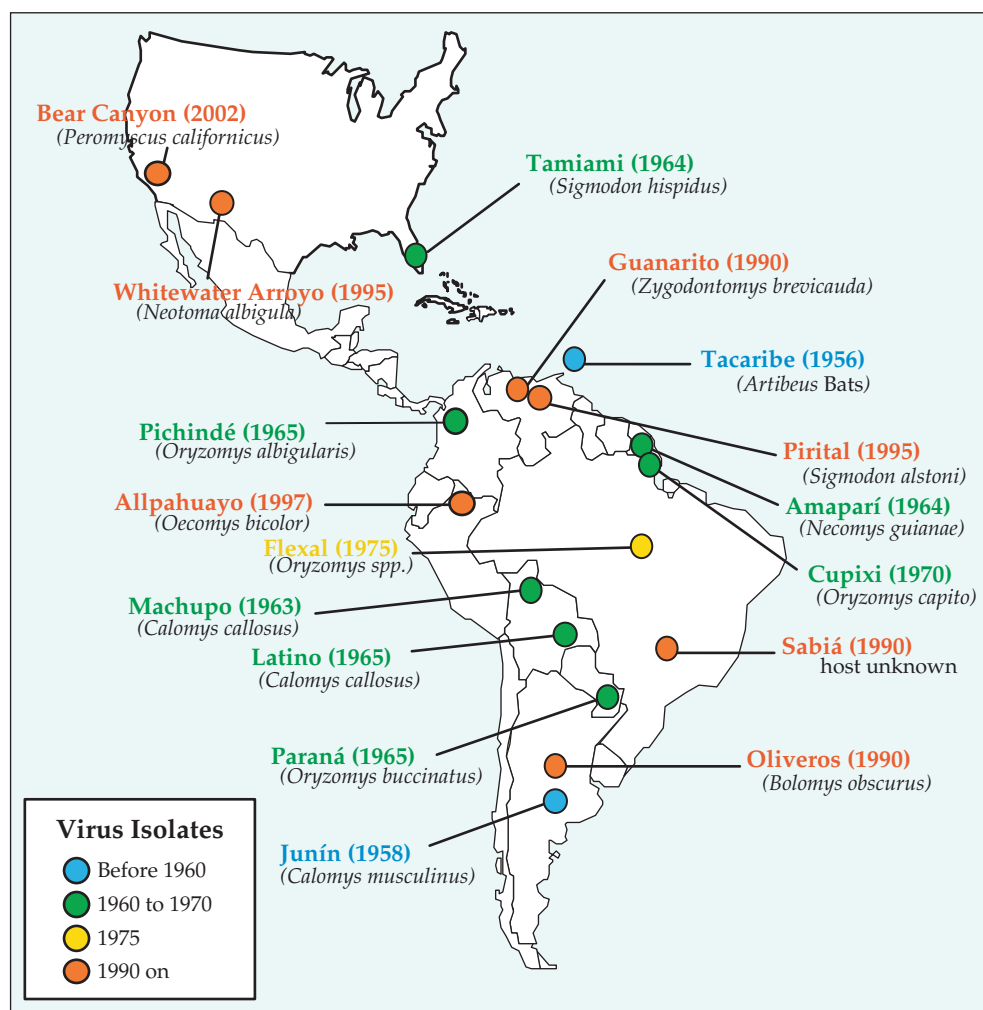 Bear Canyon (2002)
(Peromyscus californicus)
Tamiami (1964)
(Sigmodon hispidus)
Guanarito (1990)
(Zygodontomys brevicauda)
Whitewater Arroyo (1995)
(Neotoma albigula)
Tacaribe (1956)
(Artibeus Bats)
Pichindé (1965)
(Oryzomys albigularis)
Pirital (1995)
(Sigmodon alstoni)
Allpahuayo (1997)
(Oecomys bicolor)
Amaparí (1964)
(Necomys guianae)
Flexal (1975)
(Oryzomys spp.)
Cupixi (1970)
(Oryzomys capito)
Machupo (1963)
(Calomys callosus)
Latino (1965)
(Calomys callosus)
Sabiá (1990)
host unknown
Paraná (1965)
(Oryzomys buccinatus)
Oliveros (1990)
(Bolomys obscurus)
Junín (1958)
(Calomys musculinus)
Virus Isolates
Before 1960
1960 to 1970
1975
1990 on